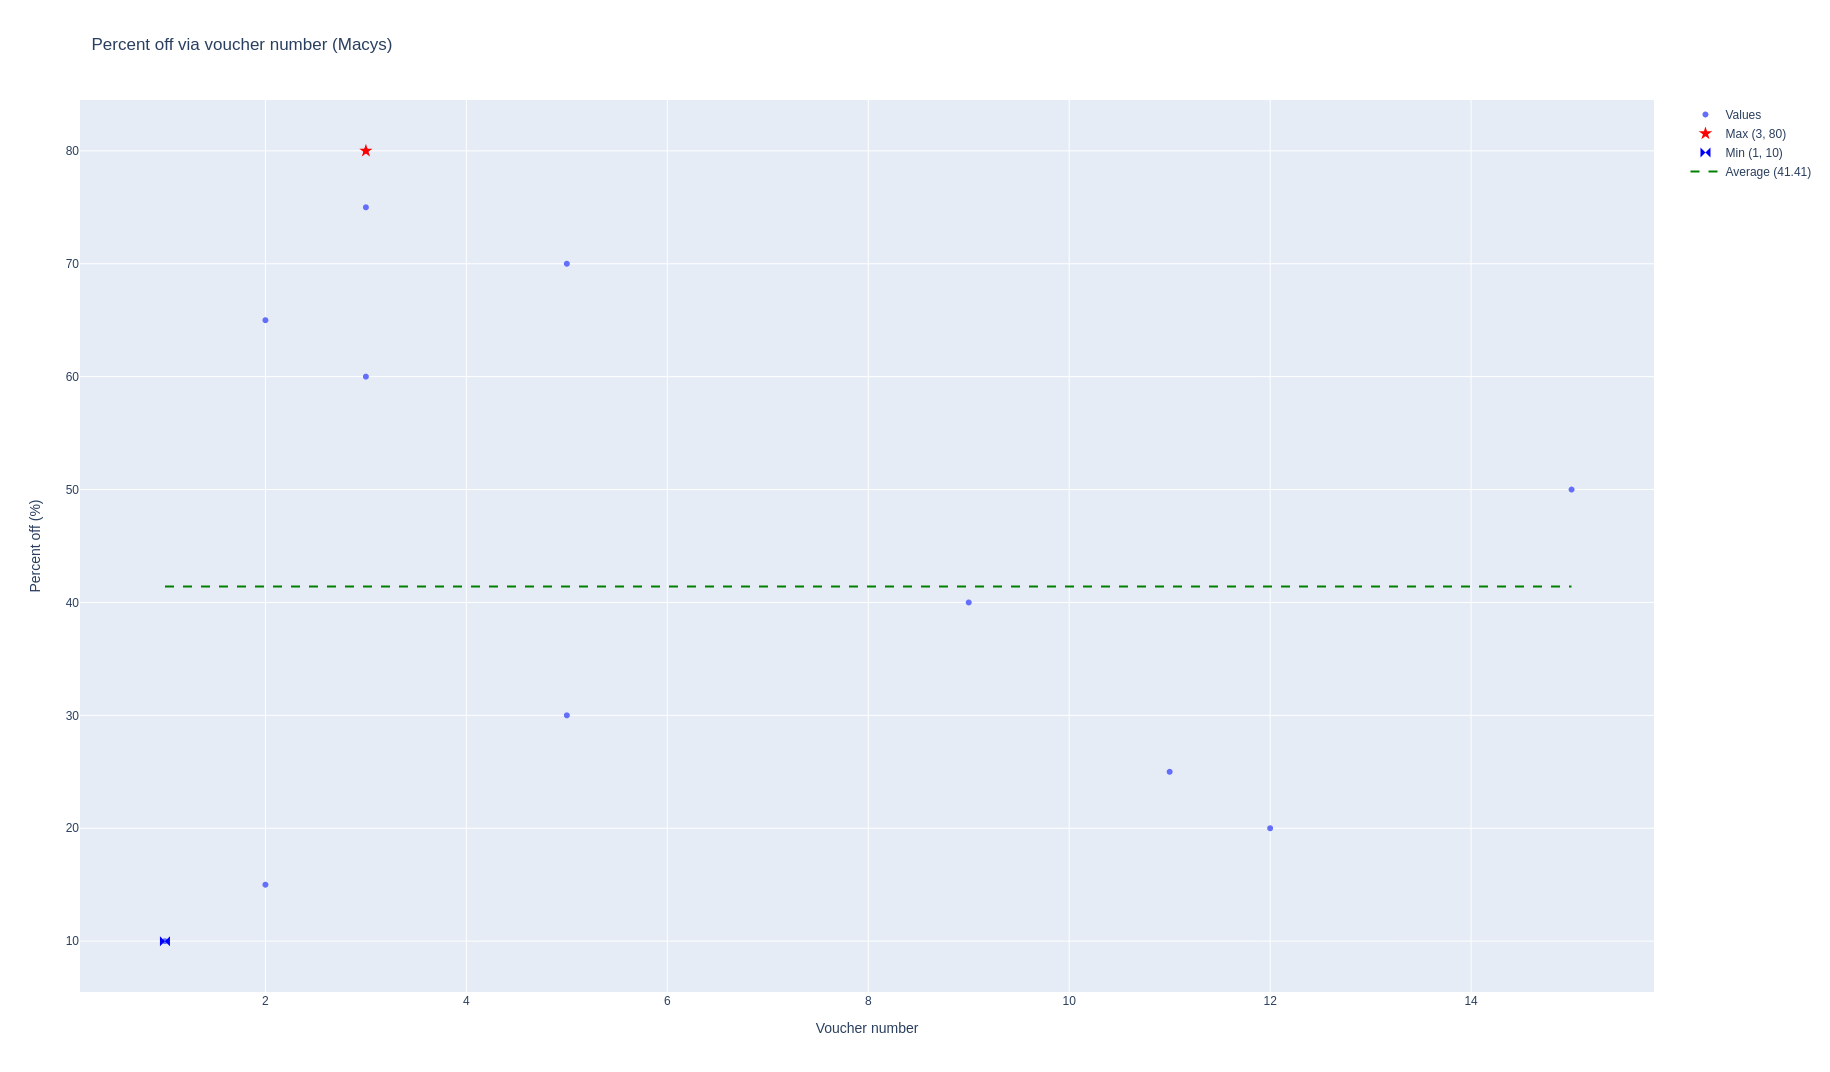 Percent off via voucher number (Macys)
Values
Max (3, 80)
Min (1, 10)
Average (41.41)
80
70
60
50
40
30
20
10
Percent off (%)
2 4 6 8 10 12 14
Voucher number